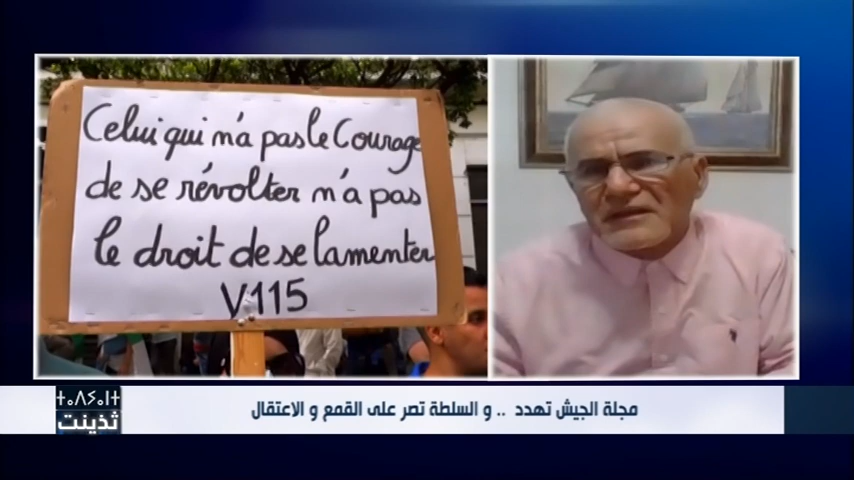 Celui qui n'a pas le Courage
de se révolter n'a pas
le droit de se lamenter
V115
ⵜⴰⴷⵢⵉⵏⵜ
ثذينت
مجلة الجيش تهدد .. و السلطة تصر على القمع و الاعتقال